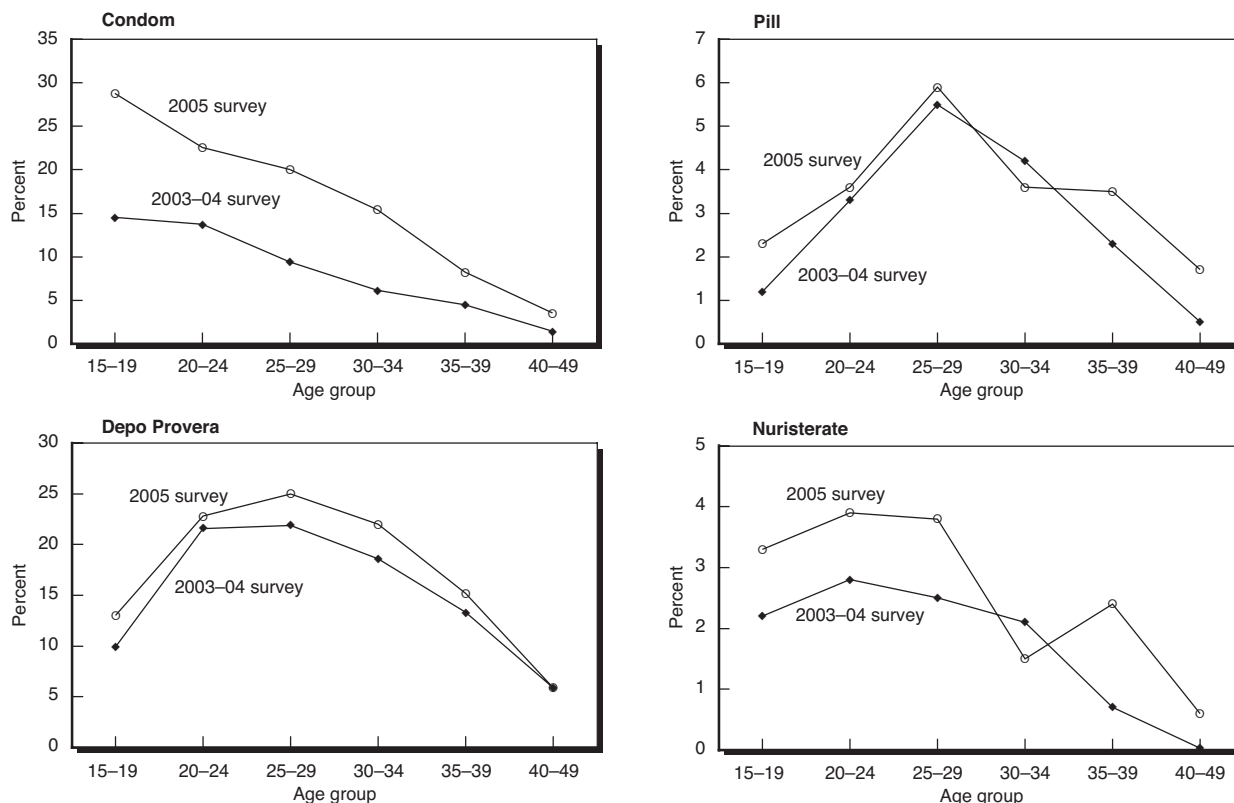 Condom
35
30
25
20
15
10
5
0
Percent
2005 survey
2003–04 survey
15–19 20–24 25–29 30–34 35–39 40–49
Age group
Pill
7
6
5
4
3
2
1
0
Percent
2005 survey
2003–04 survey
15–19 20–24 25–29 30–34 35–39 40–49
Age group
Depo Provera
30
25
20
15
10
5
0
Percent
2005 survey
2003–04 survey
15–19 20–24 25–29 30–34 35–39 40–49
Age group
Nuristerate
5
4
3
2
1
0
Percent
2005 survey
2003–04 survey
15–19 20–24 25–29 30–34 35–39 40–49
Age group